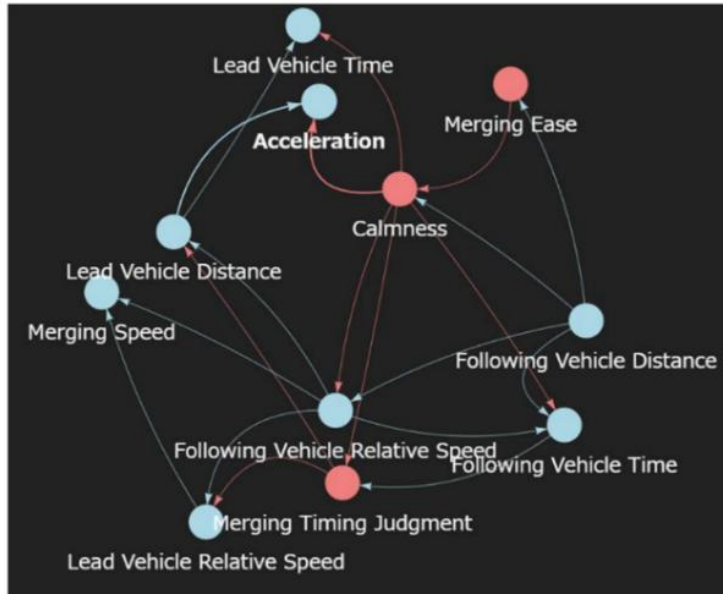 Lead Vehicle Time
Merging Ease
Acceleration
Calmness
Lead Vehicle Distance
Merging Speed
Following Vehicle Distance
Following Vehicle Relative Speed
Following Vehicle Time
Merging Timing Judgment
Lead Vehicle Relative Speed